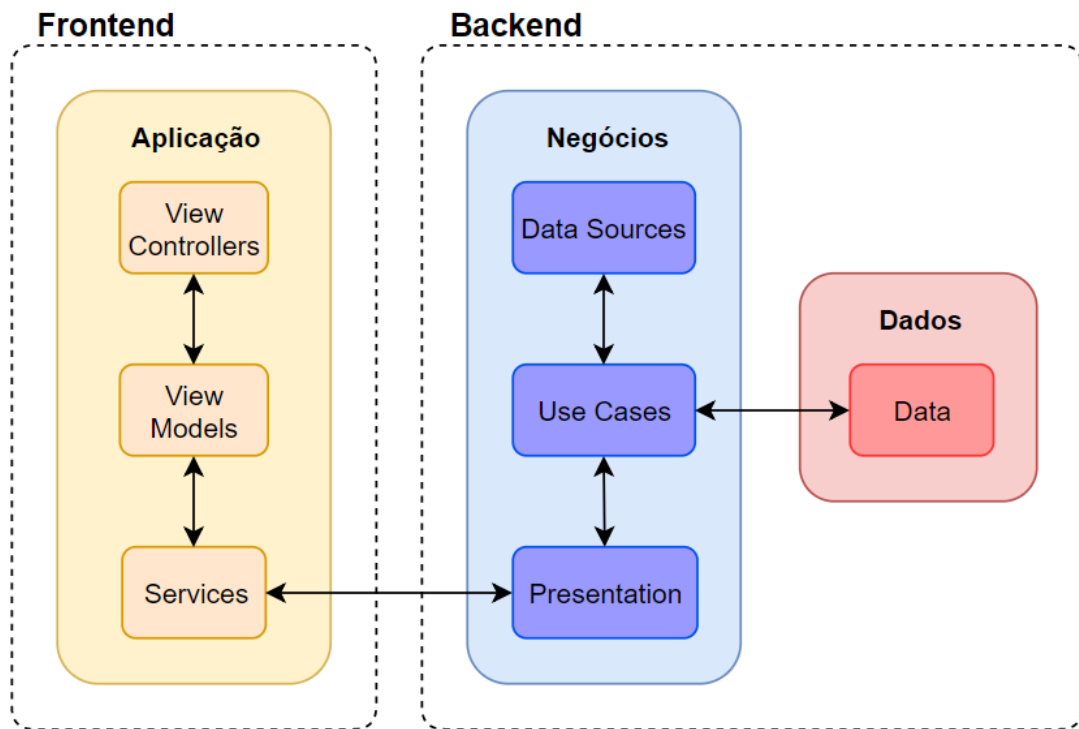 Frontend
Backend
Aplicação
View
Controllers
View
Models
Services
Negócios
Data Sources
Use Cases
Presentation
Dados
Data